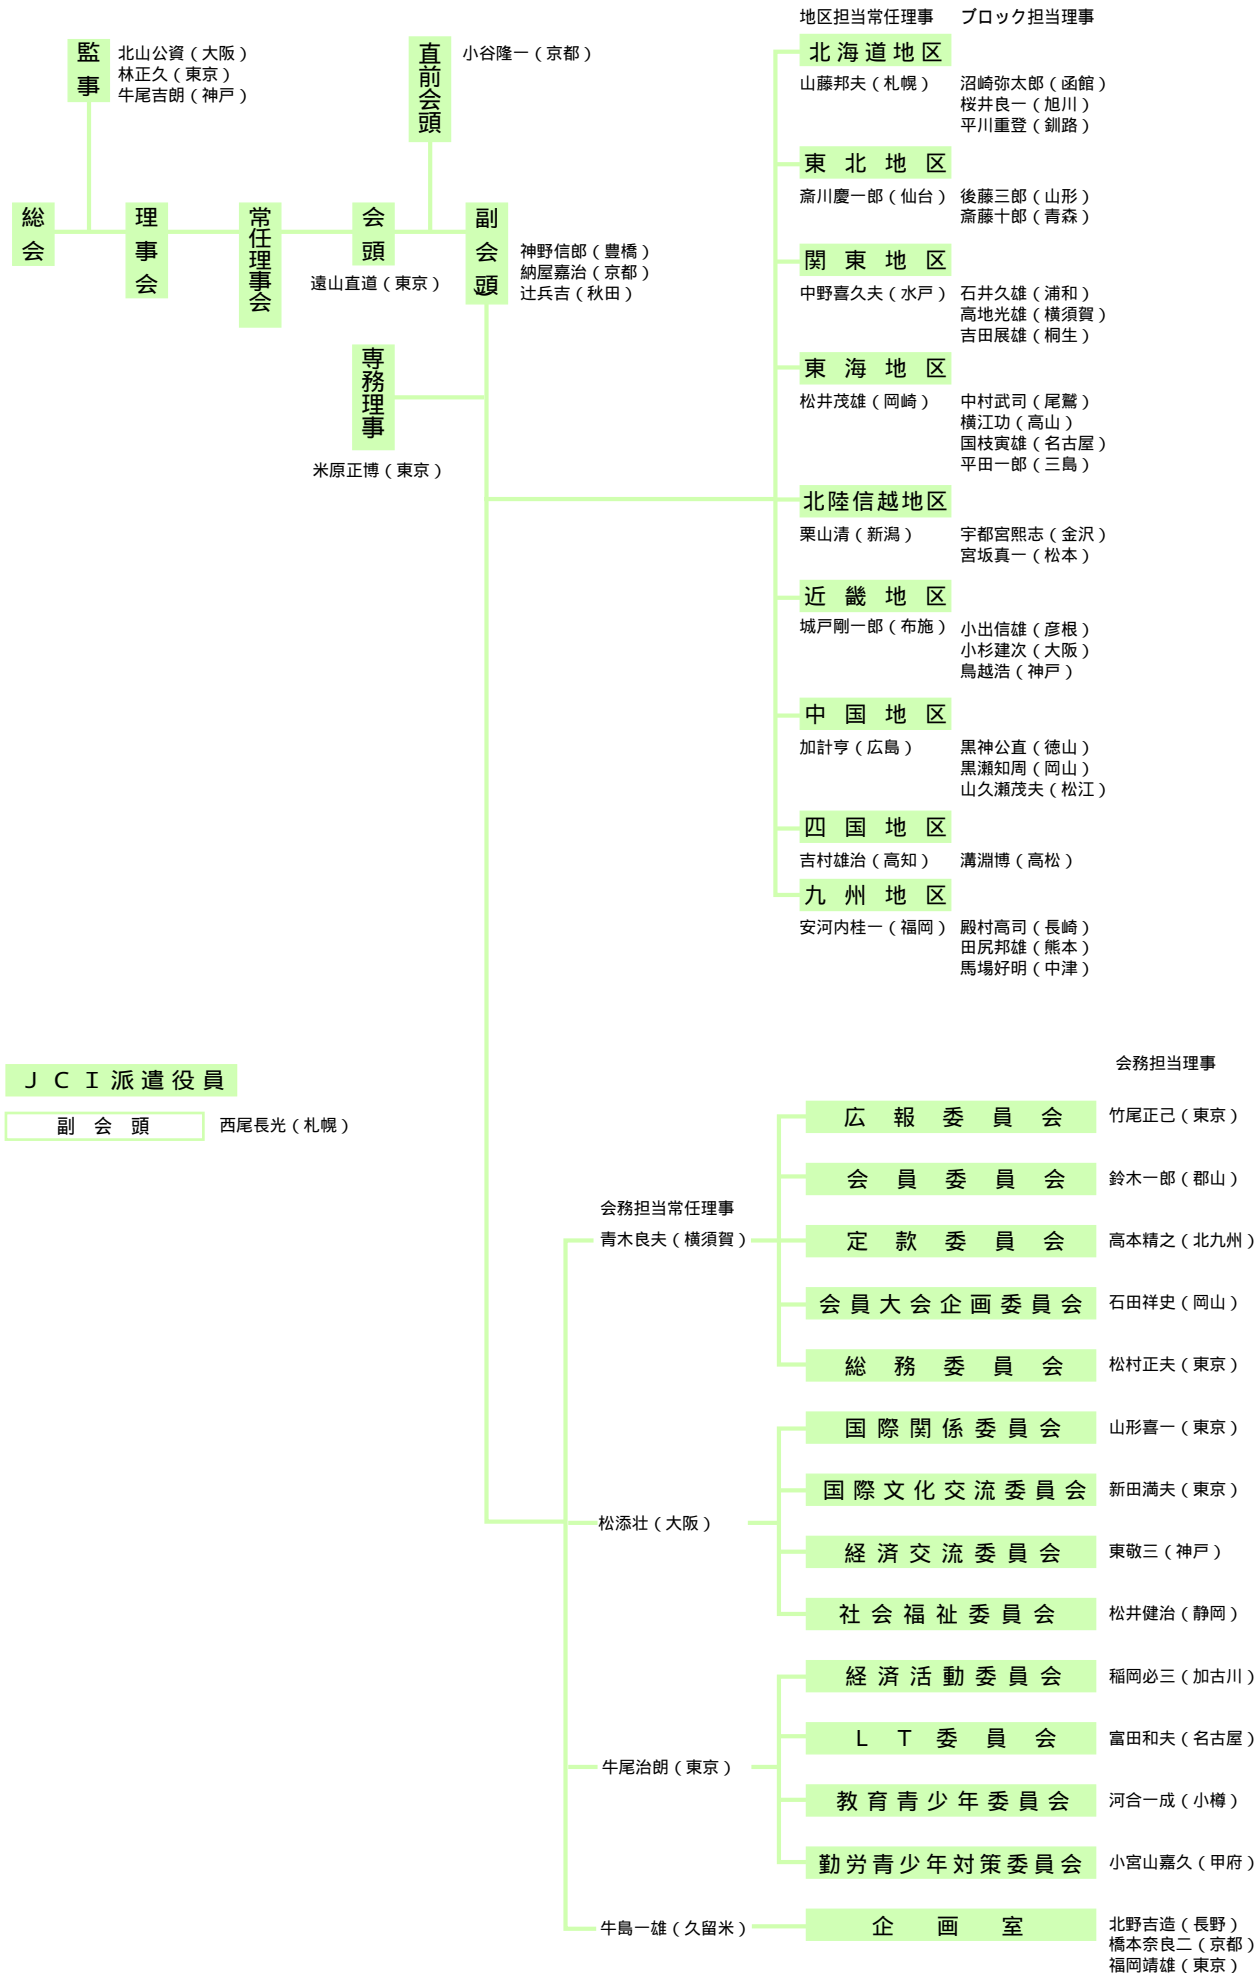 監事
北山公資（大阪）
林正久（東京）
牛尾吉朗（神戸）
直前会頭
小谷隆一（京都）
総会
理事会
常任理事会
会頭
遠山直道（東京）
副会頭
神野信郎（豊橋）
納屋嘉治（京都）
辻兵吉（秋田）
専務理事
米原正博（東京）
地区担当常任理事　ブロック担当理事
北海道地区
山藤邦夫（札幌）　沼崎弥太郎（函館）
桜井良一（旭川）
平川重登（釧路）
東北地区
斎川慶一郎（仙台）　後藤三郎（山形）
斎藤十郎（青森）
関東地区
中野喜久夫（水戸）　石井久雄（浦和）
高地光雄（横須賀）
吉田展雄（桐生）
東海地区
松井茂雄（岡崎）　中村武司（尾鷲）
横江功（高山）
国枝寅雄（名古屋）
平田一郎（三島）
北陸信越地区
栗山清（新潟）　宇都宮熙志（金沢）
宮坂真一（松本）
近畿地区
城戸剛一郎（布施）　小出信雄（彦根）
小杉建次（大阪）
鳥越浩（神戸）
中国地区
加計亨（広島）　黒神公直（徳山）
黒瀬知周（岡山）
山久瀬茂夫（松江）
四国地区
吉村雄治（高知）　溝淵博（高松）
九州地区
安河内桂一（福岡）　殿村高司（長崎）
田尻邦雄（熊本）
馬場好明（中津）
ＪＣＩ派遣役員
副会頭　西尾長光（札幌）
会務担当理事
会務担当常任理事
青木良夫（横須賀）
広報委員会　竹尾正己（東京）
会員委員会　鈴木一郎（郡山）
定款委員会　高本精之（北九州）
会員大会企画委員会　石田祥史（岡山）
総務委員会　松村正夫（東京）
松添壮（大阪）
国際関係委員会　山形喜一（東京）
国際文化交流委員会　新田満夫（東京）
経済交流委員会　東敬三（神戸）
社会福祉委員会　松井健治（静岡）
牛尾治朗（東京）
経済活動委員会　稲岡必三（加古川）
ＬＴ委員会　富田和夫（名古屋）
教育青少年委員会　河合一成（小樽）
勤労青少年対策委員会　小宮山嘉久（甲府）
牛島一雄（久留米）
企画室　北野吉造（長野）
橋本奈良二（京都）
福岡靖雄（東京）